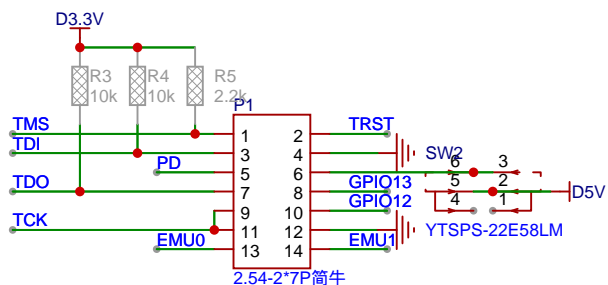 D3.3V
R3
10k
R4
10k
R5
2.2k
P1
TMS
TDI
PD
TDO
TCK
EMU0
1
3
5
7
9
11
13
2
4
6
8
10
12
14
TRST
GPIO13
GPIO12
EMU1
SW2
6
5
4
3
2
1
D5V
YTSPS-22E58LM
2.54-2*7P简牛